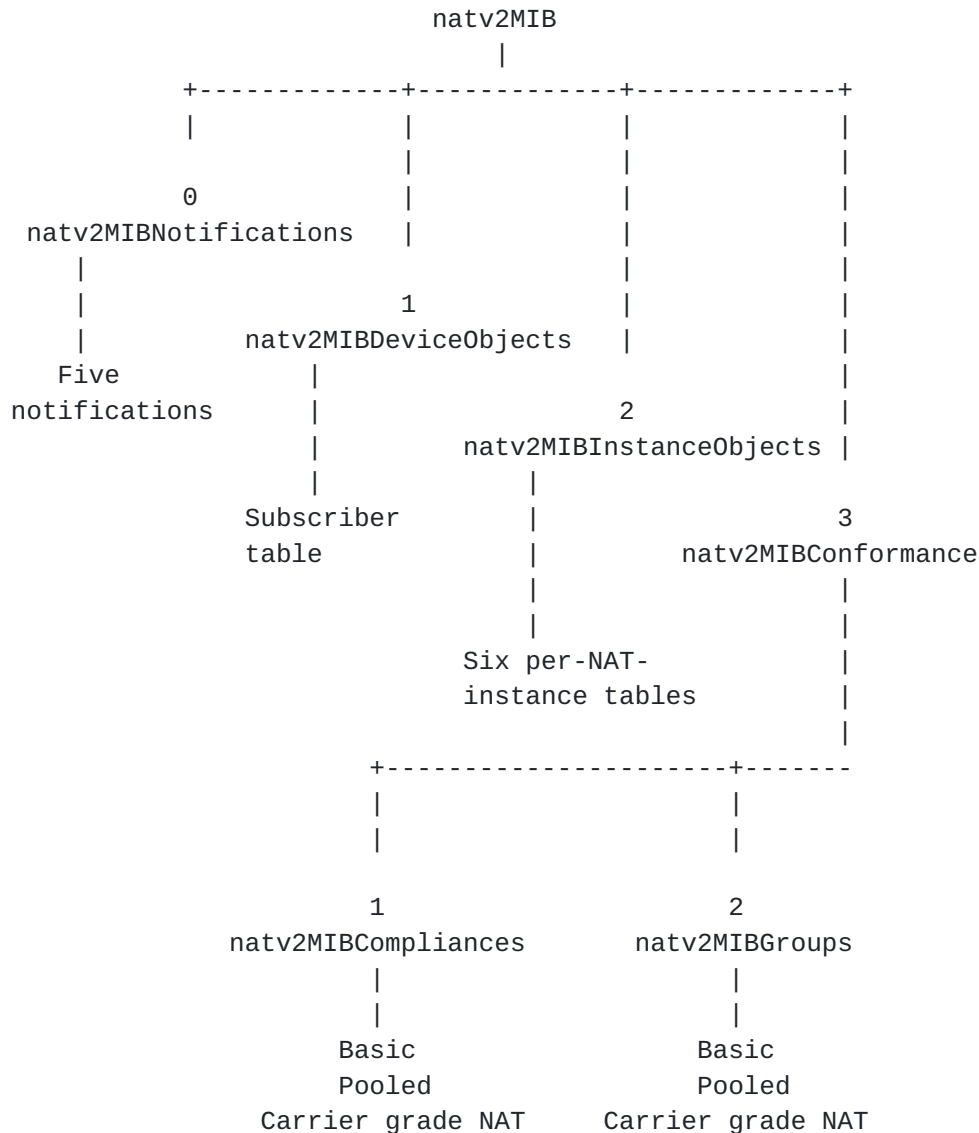 natv2MIB
0
natv2MIBNotifications
1
natv2MIBDeviceObjects
Five
notifications
2
natv2MIBInstanceObjects
Subscriber
table
3
natv2MIBConformance
Six per-NAT-
instance tables
1 2
natv2MIBCompliances natv2MIBGroups
Basic Basic
Pooled Pooled
Carrier grade NAT Carrier grade NAT